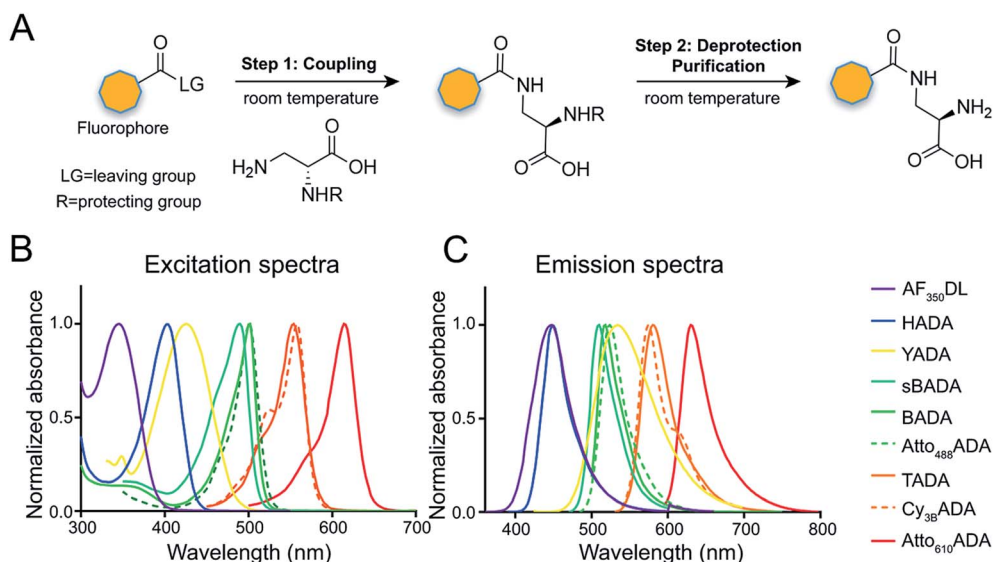 A
O
LG
Fluorophore
LG=leaving group
R=protecting group
Step 1: Coupling
room temperature
O
H₂N
OH
NHR
O
NH
NHR
O
OH
Step 2: Deprotection
Purification
room temperature
O
NH
NH₂
O
OH
B
Excitation spectra
Normalized absorbance
1.0
0.5
0.0
300
400
500
600
700
Wavelength (nm)
C
Emission spectra
Normalized absorbance
1.0
0.5
0.0
400
500
600
700
800
Wavelength (nm)
AF₃₅₀DL
HADA
YADA
sBADA
BADA
Atto₄₈₈ADA
TADA
Cy₃BADA
Atto₆₁₀ADA